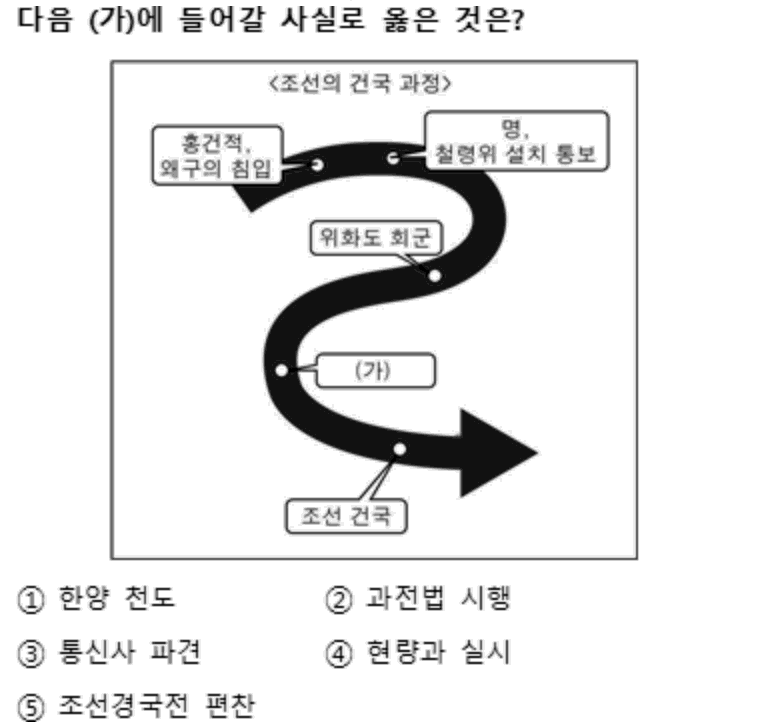 다음 (가)에 들어갈 사실로 옳은 것은?
<조선의 건국 과정>
홍건적,
왜구의 침입
명,
철령위 설치 통보
위화도 회군
(가)
조선 건국
① 한양 천도
② 과전법 시행
③ 통신사 파견
④ 현량과 실시
⑤ 조선경국전 편찬